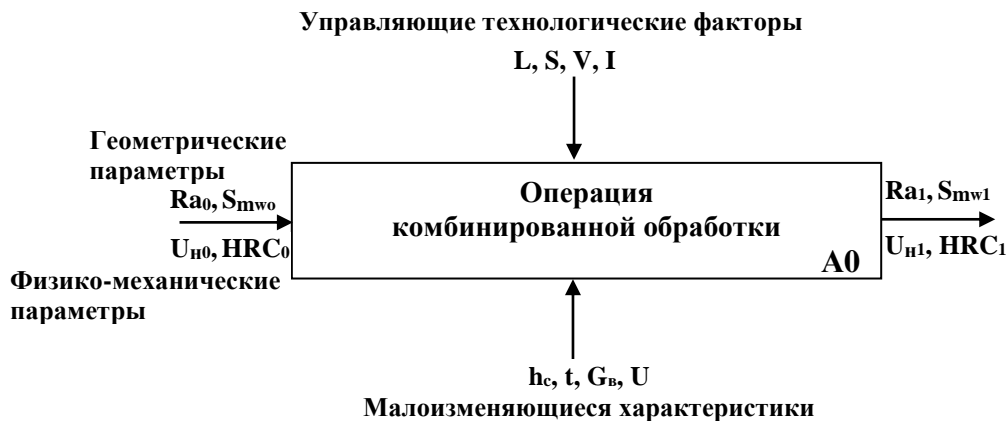 Управляющие технологические факторы
L, S, V, I
Геометрические
параметры
Ra₀, Smwo
Uн0, HRC₀
Физико-механические
параметры
Операция
комбинированной обработки
A0
Ra₁, Smw1
Uн1, HRC₁
hс, t, Gв, U
Малоизменяющиеся характеристики